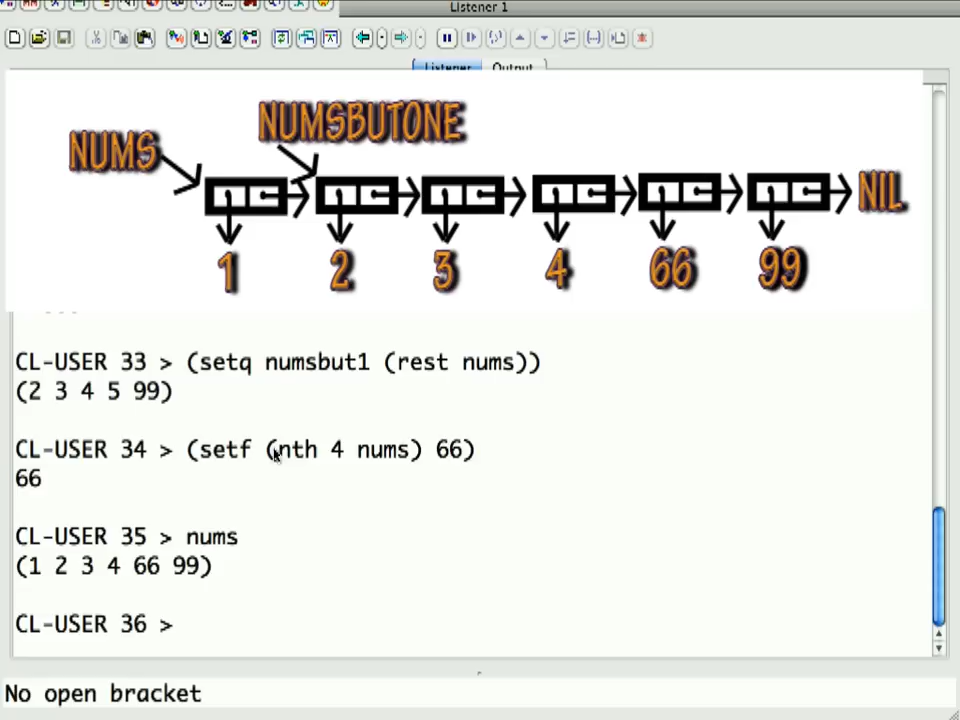 Listener 1
Listener Output
NUMSBUTONE
NUMS
NIL
1 2 3 4 66 99
CL-USER 33 > (setq numsbut1 (rest nums))
(2 3 4 5 99)
CL-USER 34 > (setf (nth 4 nums) 66)
66
CL-USER 35 > nums
(1 2 3 4 66 99)
CL-USER 36 >
No open bracket